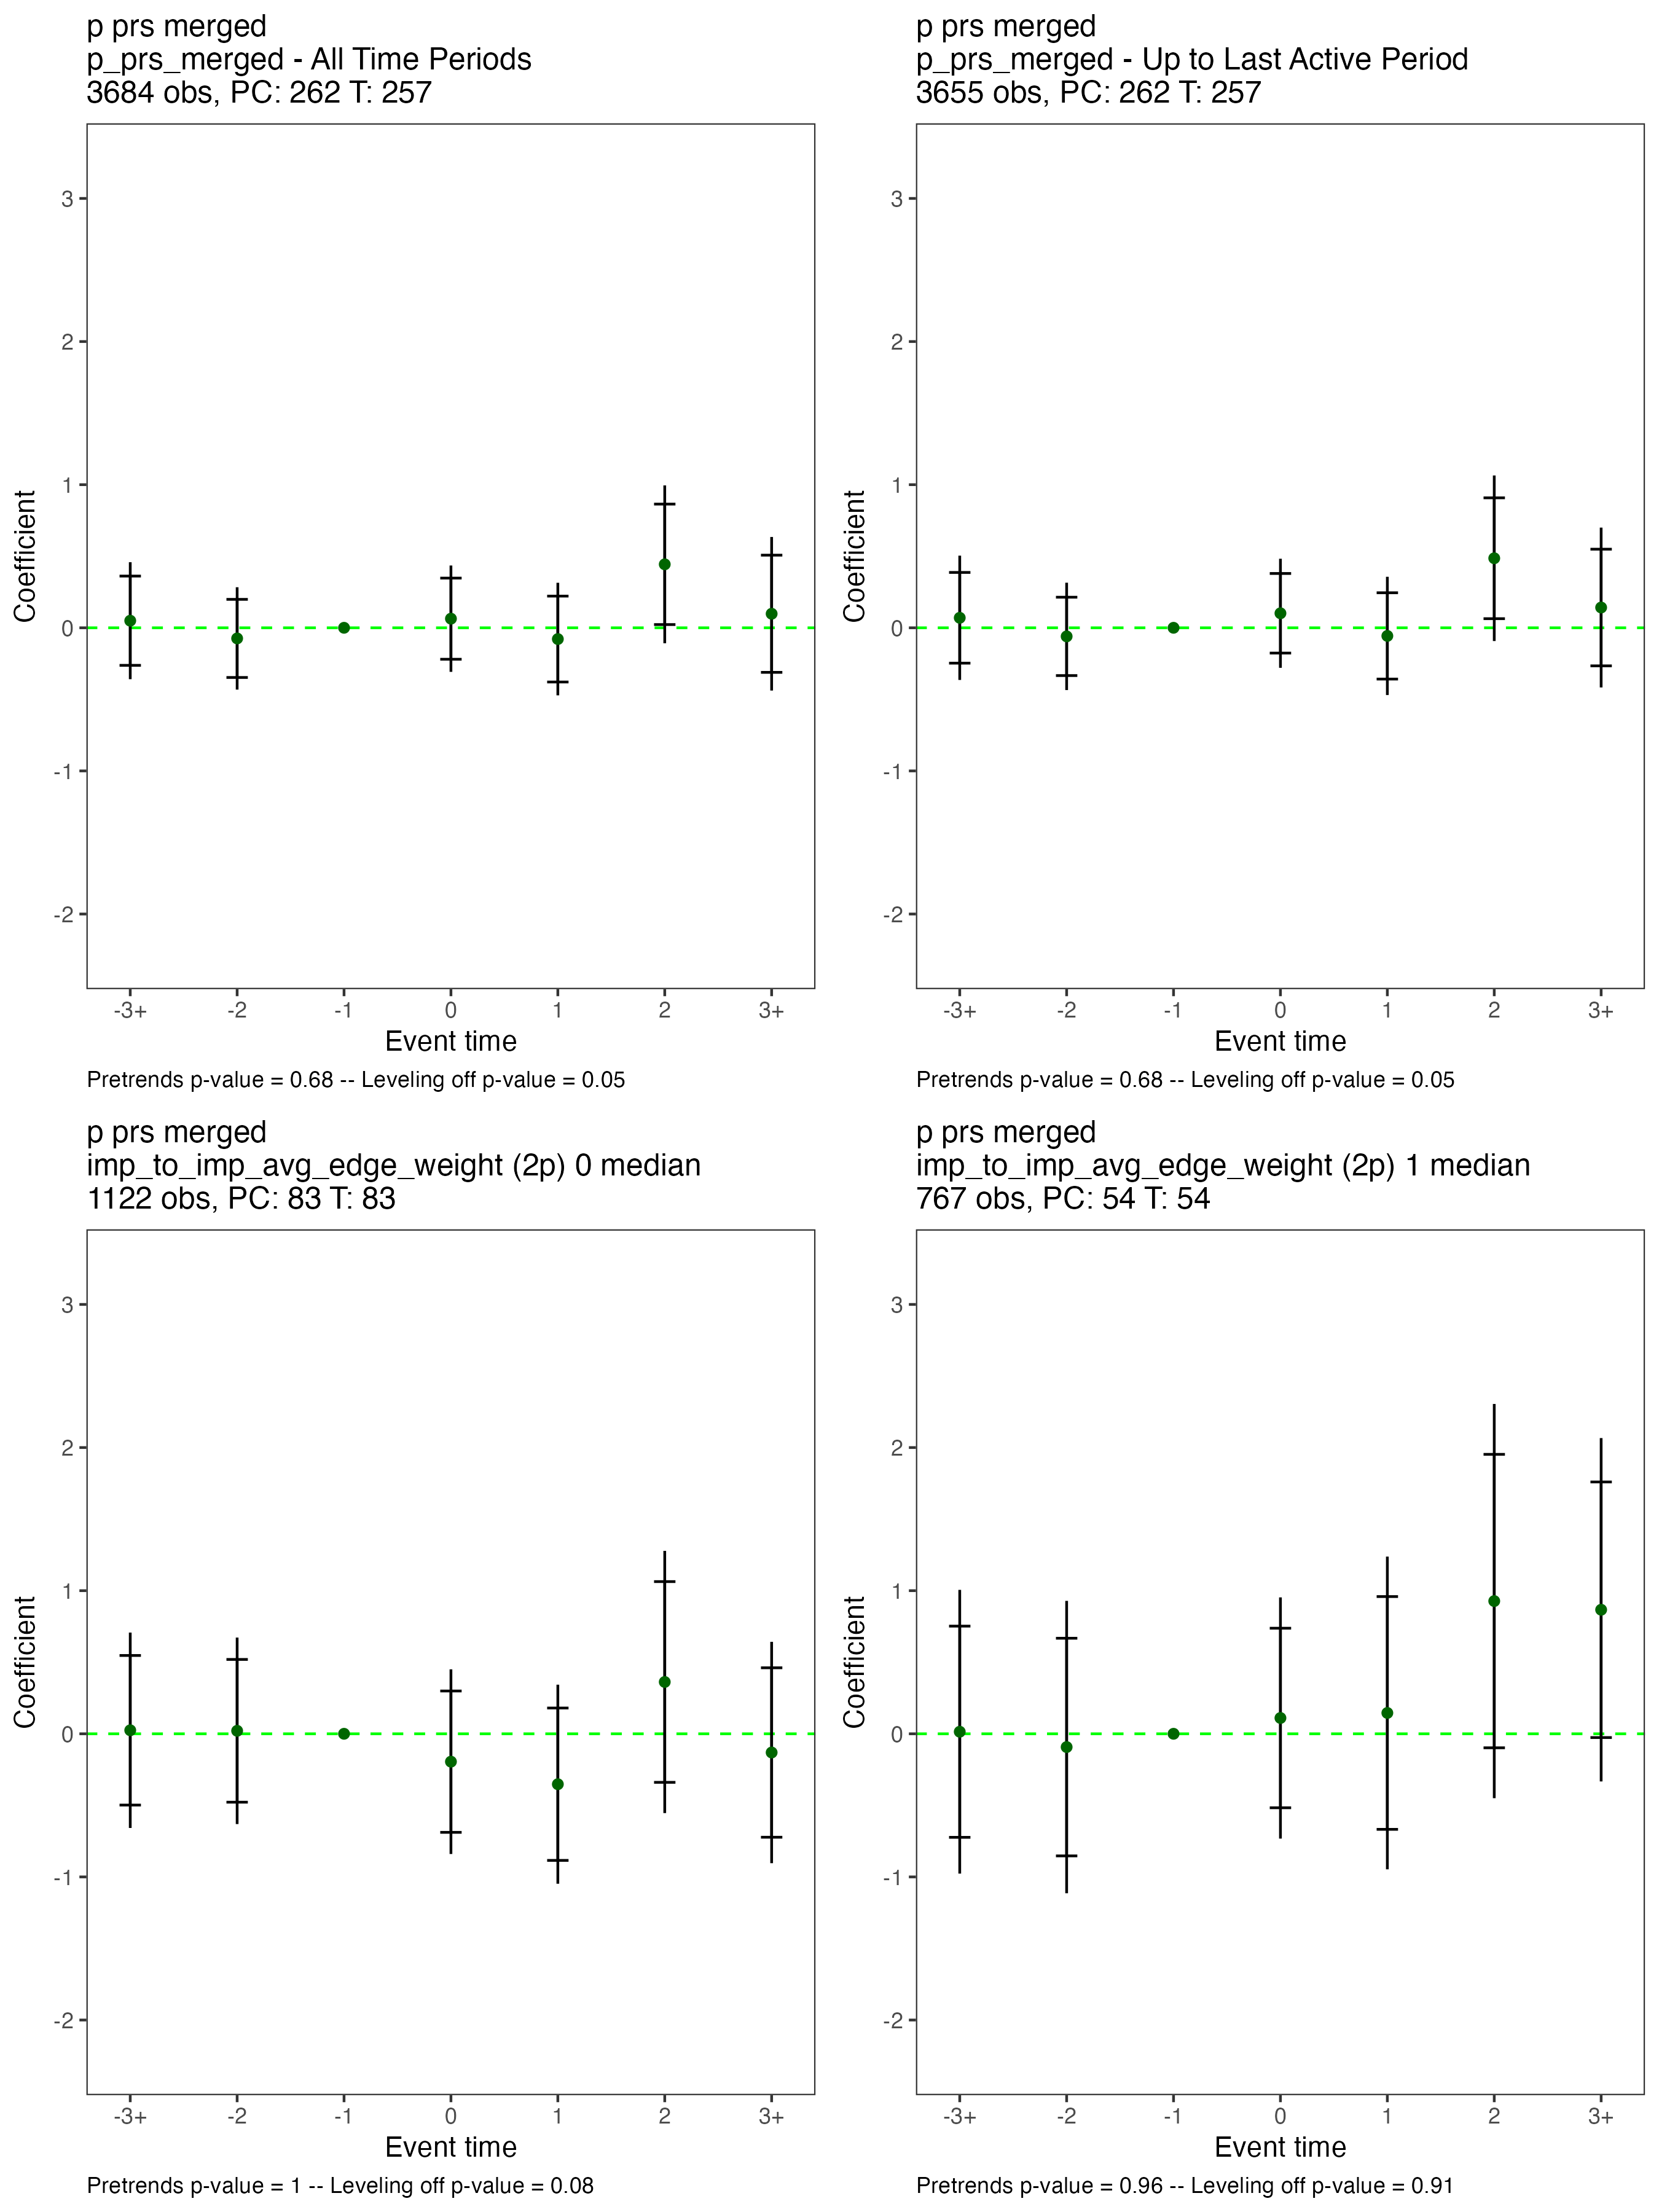 p prs merged
p_prs_merged - All Time Periods
3684 obs, PC: 262 T: 257
Coefficient
3
2
1
0
-1
-2
-3+ -2 -1 0 1 2 3+
Event time
Pretrends p-value = 0.68 -- Leveling off p-value = 0.05
p prs merged
p_prs_merged - Up to Last Active Period
3655 obs, PC: 262 T: 257
Coefficient
3
2
1
0
-1
-2
-3+ -2 -1 0 1 2 3+
Event time
Pretrends p-value = 0.68 -- Leveling off p-value = 0.05
p prs merged
imp_to_imp_avg_edge_weight (2p) 0 median
1122 obs, PC: 83 T: 83
Coefficient
3
2
1
0
-1
-2
-3+ -2 -1 0 1 2 3+
Event time
Pretrends p-value = 1 -- Leveling off p-value = 0.08
p prs merged
imp_to_imp_avg_edge_weight (2p) 1 median
767 obs, PC: 54 T: 54
Coefficient
3
2
1
0
-1
-2
-3+ -2 -1 0 1 2 3+
Event time
Pretrends p-value = 0.96 -- Leveling off p-value = 0.91